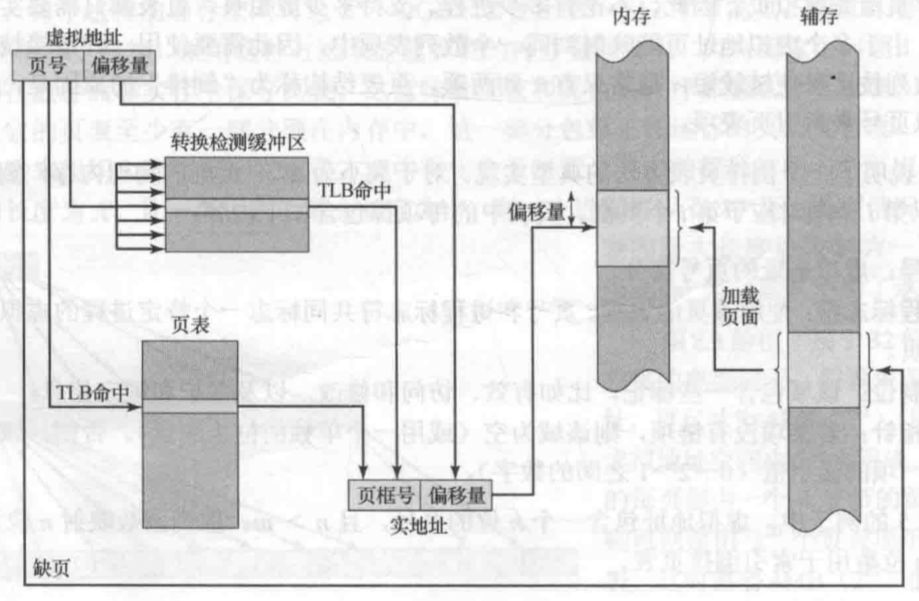 虚拟地址
页号 偏移量
转换检测缓冲区
TLB命中
页表
TLB命中
页框号 偏移量
实地址
缺页
内存
偏移量
辅存
加载
页面